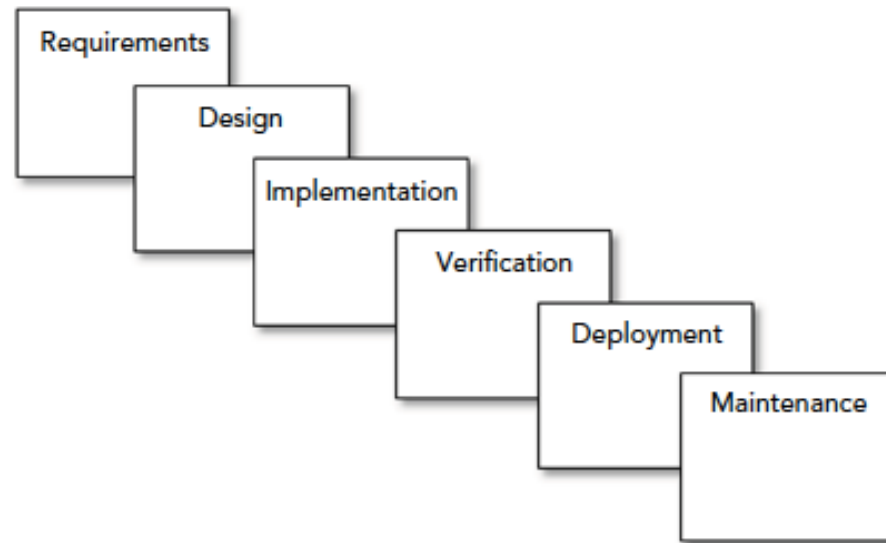 Requirements
Design
Implementation
Verification
Deployment
Maintenance